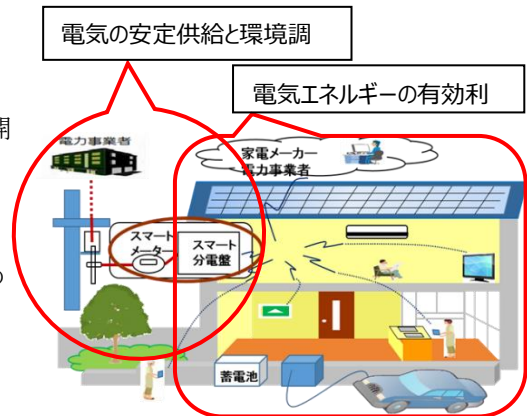 電気の安定供給と環境調
電気エネルギーの有効利
開
電力事業者
家電メーカー
電力事業者
スマート
メーター
スマート
分電盤
の
蓄電池